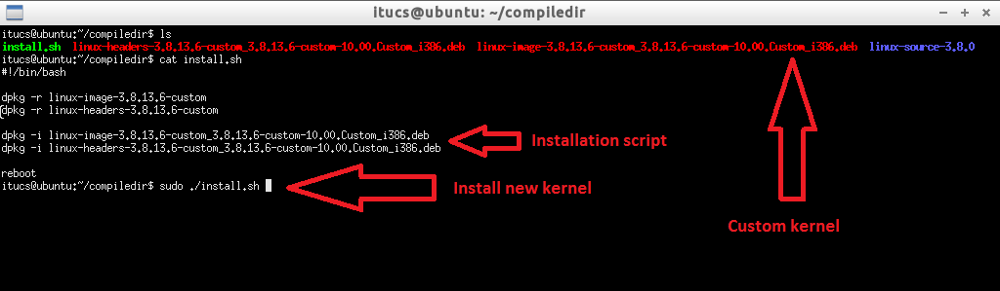 itucs@ubuntu: ~/compiledir
itucs@ubuntu:~/compiledir$ ls
install.sh linux-headers-3.8.13.6-custom_3.8.13.6-custom-10.00.Custom_i386.deb linux-image-3.8.13.6-custom_3.8.13.6-custom-10.00.Custom_i386.deb linux-source-3.8.0
itucs@ubuntu:~/compiledir$ cat install.sh
#!/bin/bash
dpkg -r linux-image-3.8.13.6-custom
dpkg -r linux-headers-3.8.13.6-custom
dpkg -i linux-image-3.8.13.6-custom_3.8.13.6-custom-10.00.Custom_i386.deb
dpkg -i linux-headers-3.8.13.6-custom_3.8.13.6-custom-10.00.Custom_i386.deb
Installation script
reboot
itucs@ubuntu:~/compiledir$ sudo ./install.sh
Install new kernel
Custom kernel